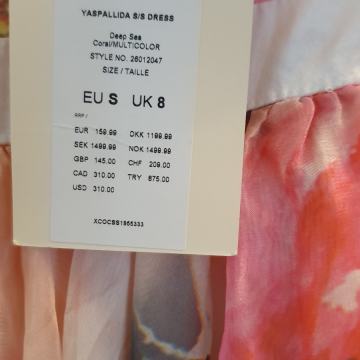 YASPALLIDA S/S DRESS
Deep Sea
Coral/MULTICOLOR
STYLE NO. 26012047
SIZE / TAILLE
EU S UK 8
RRP /
EUR 159.99 DKK 1199.99
SEK 1499.99 NOK 1499.99
GBP 145.00 CHF 209.00
CAD 310.00 TRY 875.00
USD 310.00
XCOCSS1865333